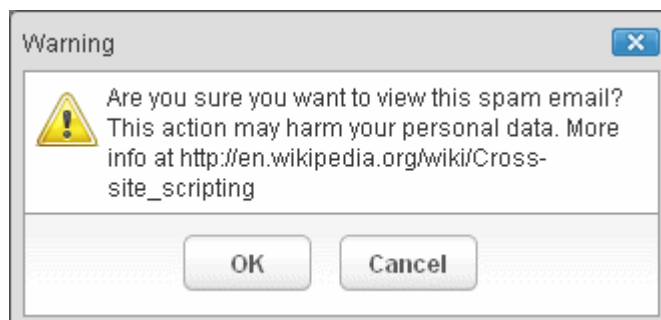 Warning
Are you sure you want to view this spam email?
This action may harm your personal data. More
info at http://en.wikipedia.org/wiki/Cross-
site_scripting
OK Cancel